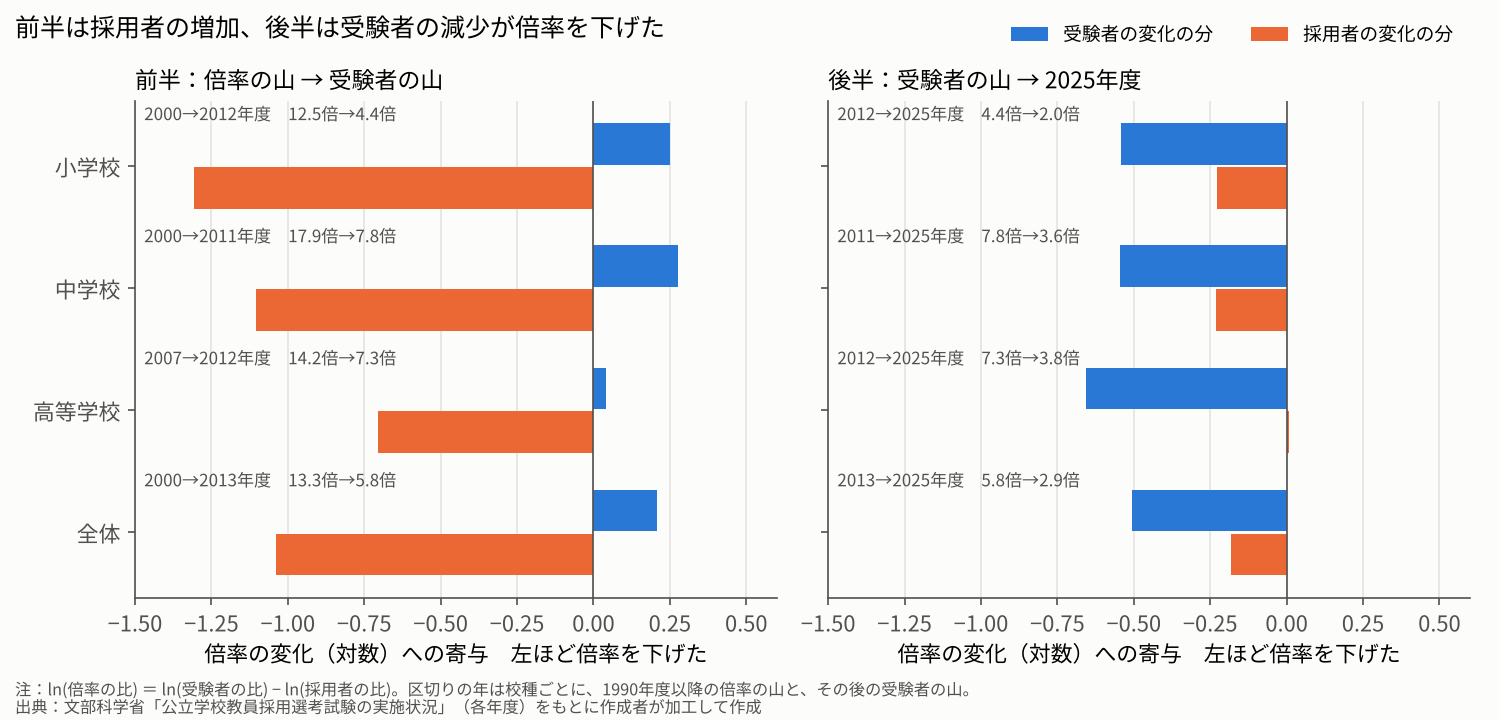 前半は採用者の増加、後半は受験者の減少が倍率を下げた
受験者の変化の分
採用者の変化の分
前半：倍率の山 → 受験者の山
2000→2012年度 12.5倍→4.4倍
小学校
2000→2011年度 17.9倍→7.8倍
中学校
2007→2012年度 14.2倍→7.3倍
高等学校
2000→2013年度 13.3倍→5.8倍
全体
−1.50 −1.25 −1.00 −0.75 −0.50 −0.25 0.00 0.25 0.50
倍率の変化（対数）への寄与 左ほど倍率を下げた
後半：受験者の山 → 2025年度
2012→2025年度 4.4倍→2.0倍
2011→2025年度 7.8倍→3.6倍
2012→2025年度 7.3倍→3.8倍
2013→2025年度 5.8倍→2.9倍
−1.50 −1.25 −1.00 −0.75 −0.50 −0.25 0.00 0.25 0.50
倍率の変化（対数）への寄与 左ほど倍率を下げた
注：ln(倍率の比) ＝ ln(受験者の比) − ln(採用者の比)。区切りの年は校種ごとに、1990年度以降の倍率の山と、その後の受験者の山。
出典：文部科学省「公立学校教員採用選考試験の実施状況」（各年度）をもとに作成者が加工して作成